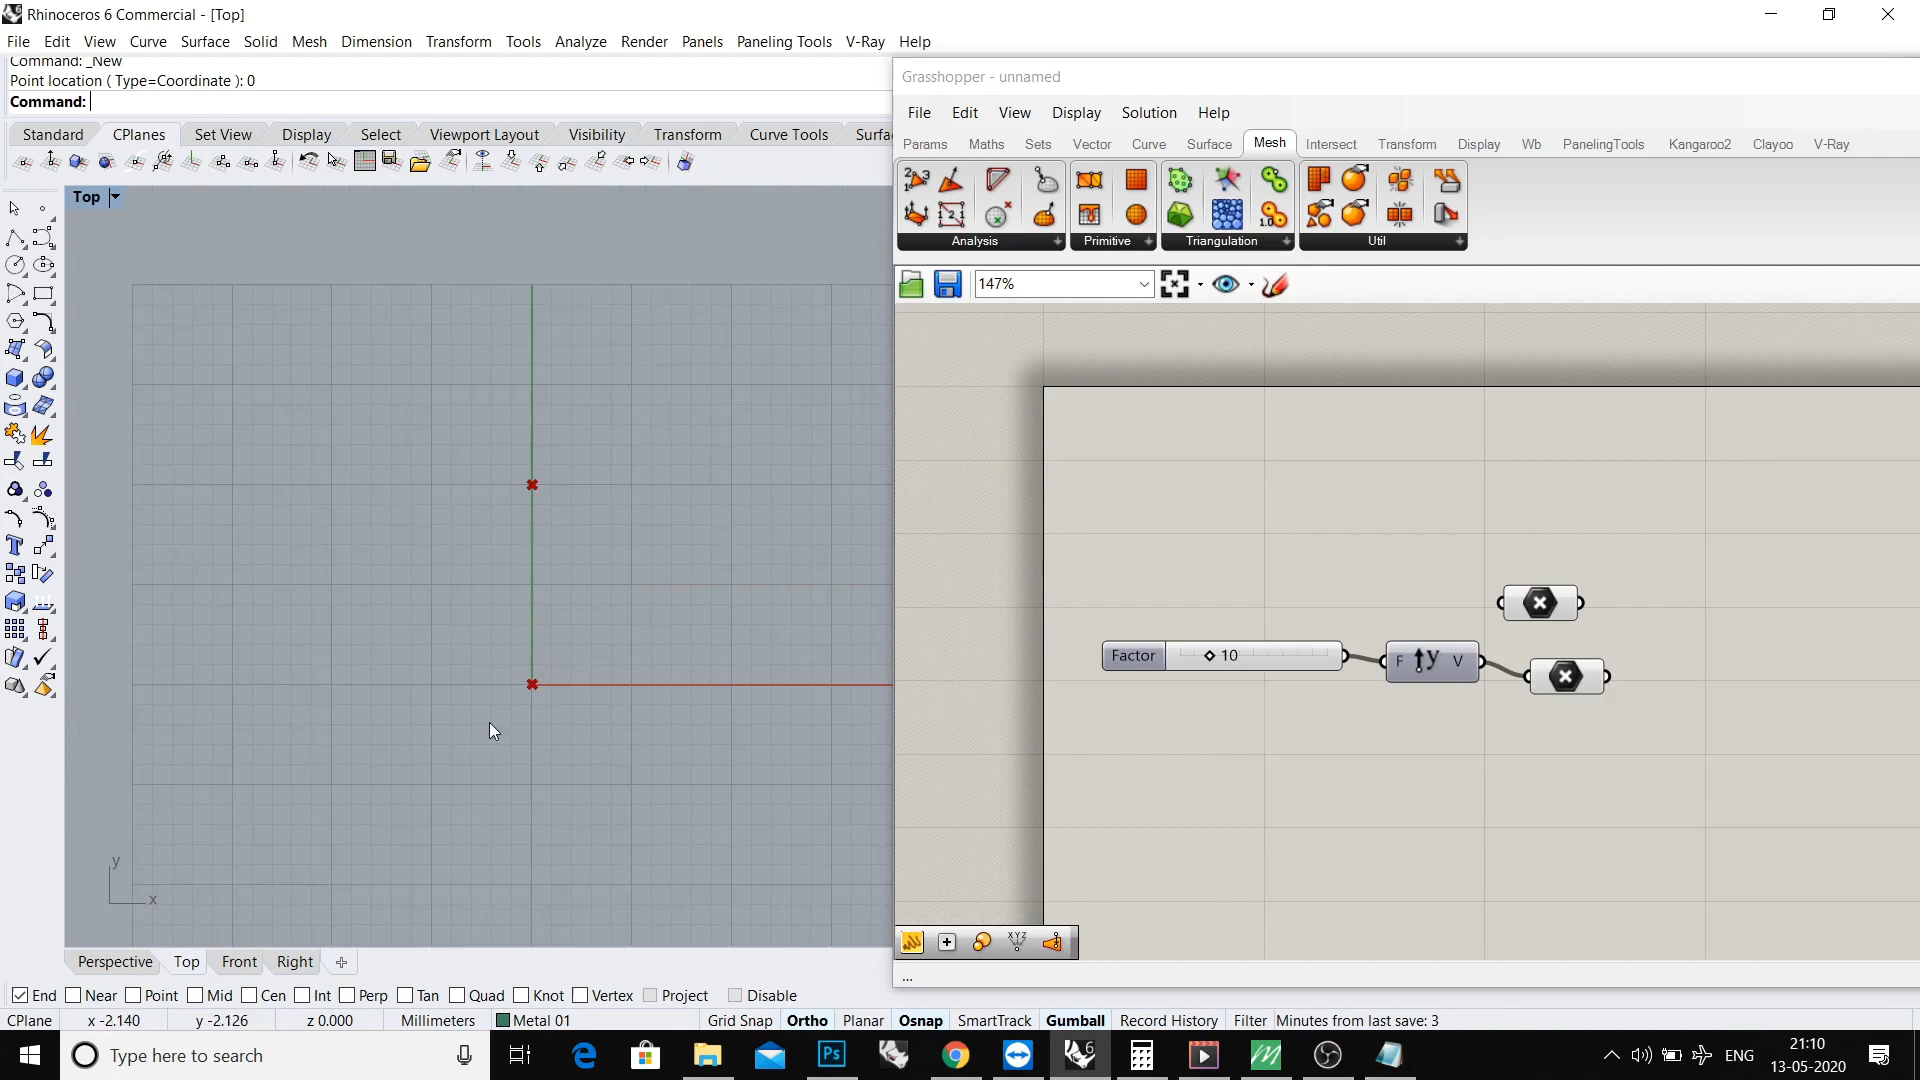 Rhinoceros 6 Commercial - [Top]
File Edit View Curve Surface Solid Mesh Dimension Transform Tools Analyze Render Panels Paneling Tools V-Ray Help
Command: _New
Point location ( Type=Coordinate ): 0
Command:
Standard CPlanes Set View Display Select Viewport Layout Visibility Transform Curve Tools Surfa
Top
y
x
Perspective Top Front Right
End Near Point Mid Cen Int Perp Tan Quad Knot Vertex Project Disable
CPlane x -2.140 y -2.126 z 0.000 Millimeters Metal 01 Grid Snap Ortho Planar Osnap SmartTrack Gumball Record History Filter Minutes from last save: 3
Grasshopper - unnamed
File Edit View Display Solution Help
Params Maths Sets Vector Curve Surface Mesh Intersect Transform Display Wb PanelingTools Kangaroo2 Clayoo V-Ray
Analysis Primitive Triangulation Util
147%
Factor 10
F y V
XYZ
...
Type here to search
Ps
6
ENG
21:10
13-05-2020